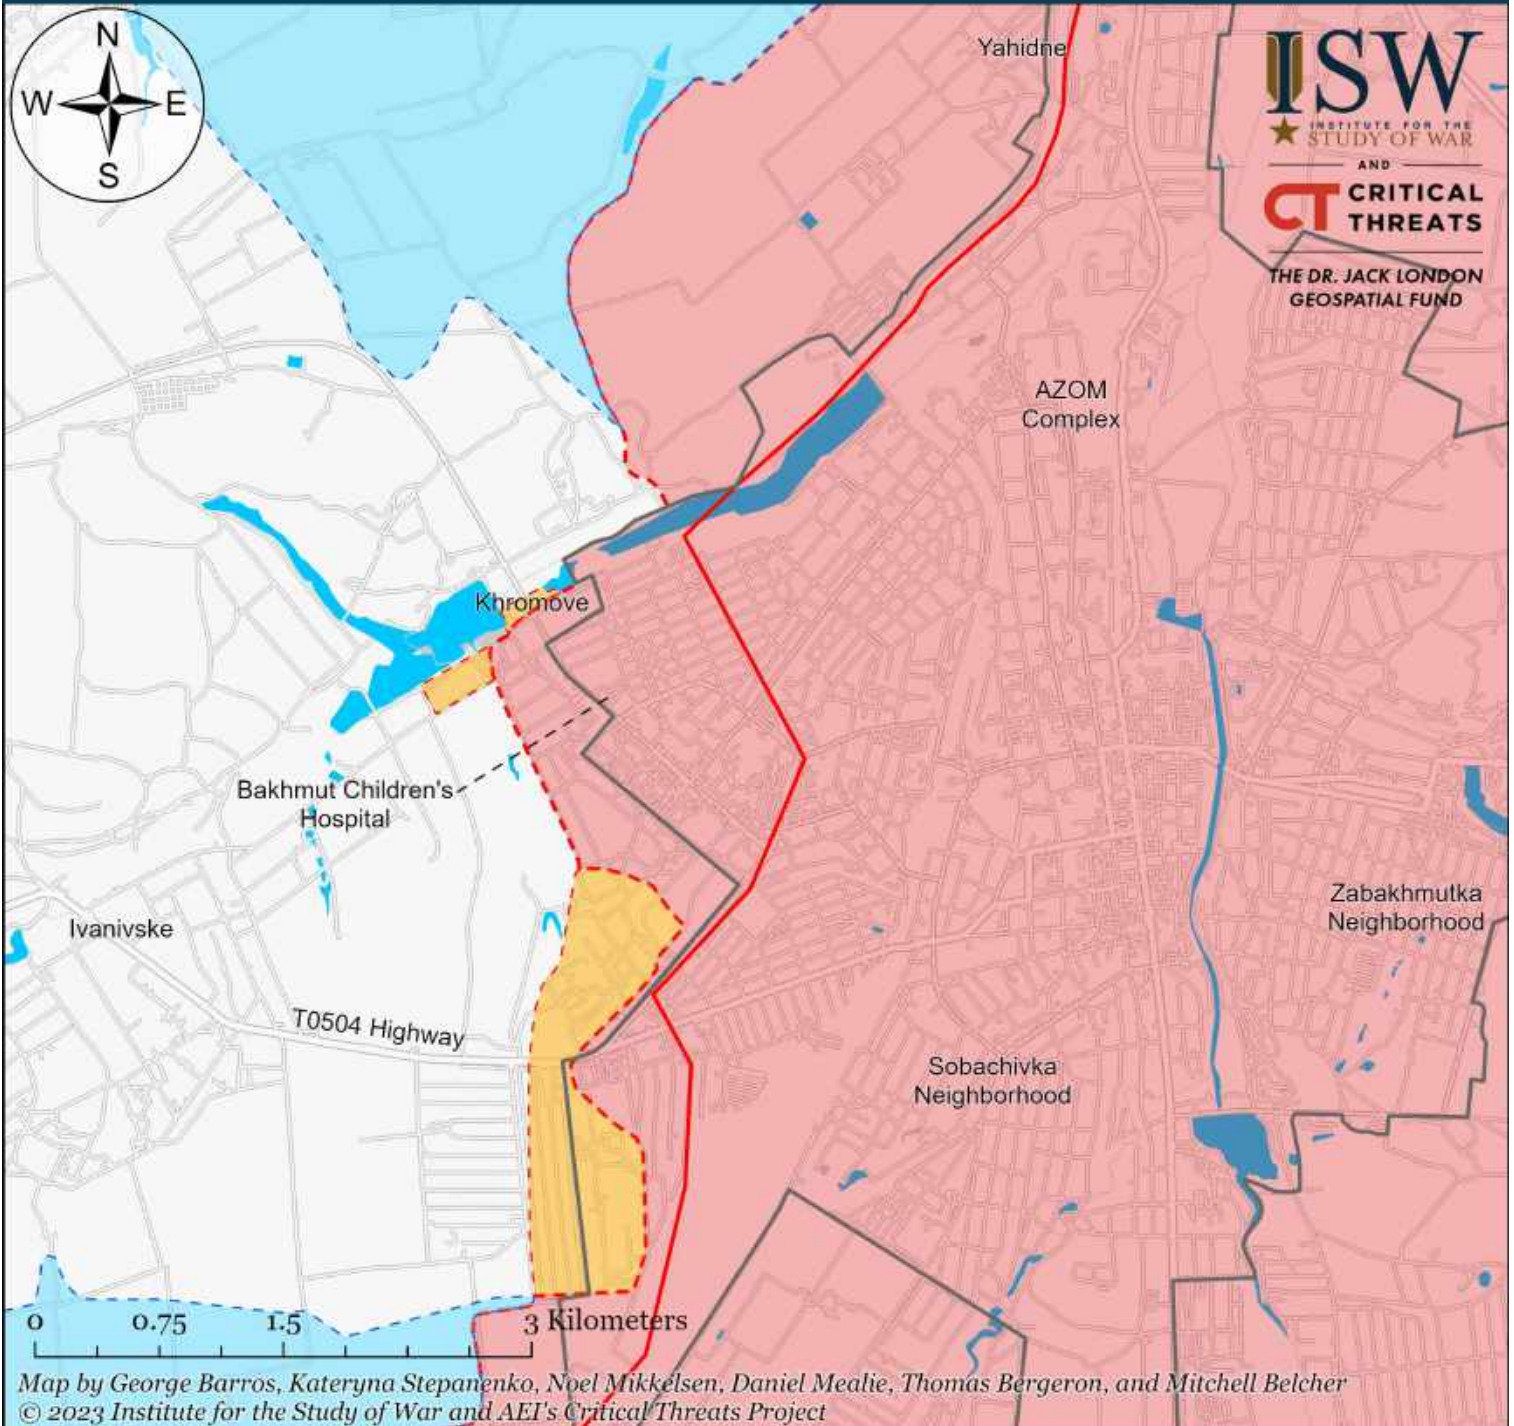 N
W E
S
Yahidne
ISW
INSTITUTE FOR THE
STUDY OF WAR
AND
CT CRITICAL
THREATS
THE DR. JACK LONDON
GEOSPATIAL FUND
AZOM
Complex
Khromove
Bakhmut Children's
Hospital
Zabakhmutka
Neighborhood
Ivanivske
T0504 Highway
Sobachivka
Neighborhood
0 0.75 1.5 3 Kilometers
Map by George Barros, Kateryna Stepanenko, Noel Mikkelsen, Daniel Mealie, Thomas Bergeron, and Mitchell Belcher
© 2023 Institute for the Study of War and AEI's Critical Threats Project